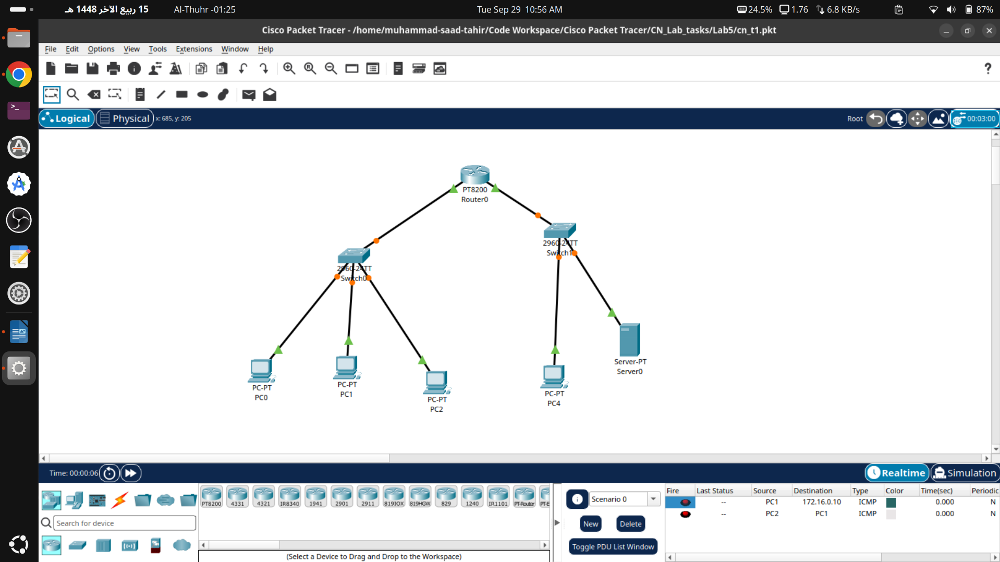 15 ربيع الآخر 1448 هـ Al-Thuhr -01:25 Tue Sep 29 10:56 AM 24.5% 1.76 6.8 KB/s 87%
Cisco Packet Tracer - /home/muhammad-saad-tahir/Code Workspace/Cisco Packet Tracer/CN_Lab_tasks/Lab5/cn_t1.pkt
File Edit Options View Tools Extensions Window Help
Logical Physical x: 685, y: 205 Root 00:03:00
PT8200
Router0
2960-24TT
Switch1
2960-24TT
Switch0
Server-PT
Server0
PC-PT
PC0
PC-PT
PC1
PC-PT
PC2
PC-PT
PC4
Time: 00:00:06 Realtime Simulation
PT8200 4331 4321 IR8340 1941 2901 2911 819IOX 819HGW 829 1240 IR1101 PT-Router PT-E
Search for device
(Select a Device to Drag and Drop to the Workspace)
Scenario 0
New Delete
Toggle PDU List Window
Fire Last Status Source Destination Type Color Time(sec) Periodic
-- PC1 172.16.0.10 ICMP 0.000 N
-- PC2 PC1 ICMP 0.000 N